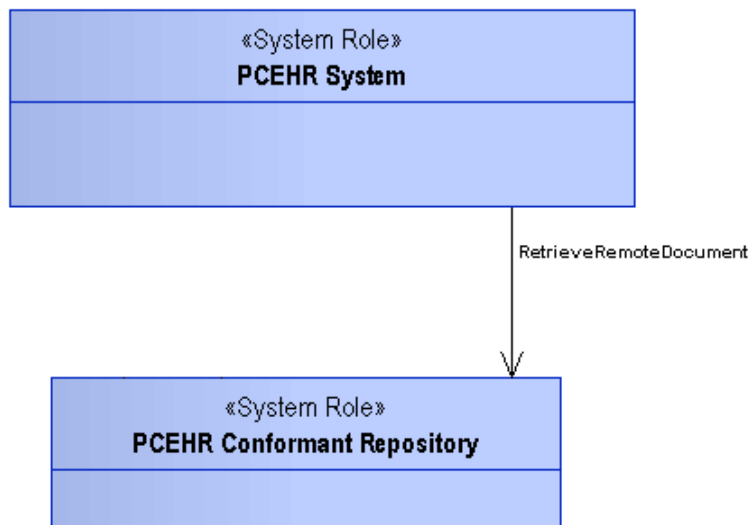 «System Role»
PCEHR System
RetrieveRemoteDocument
«System Role»
PCEHR Conformant Repository